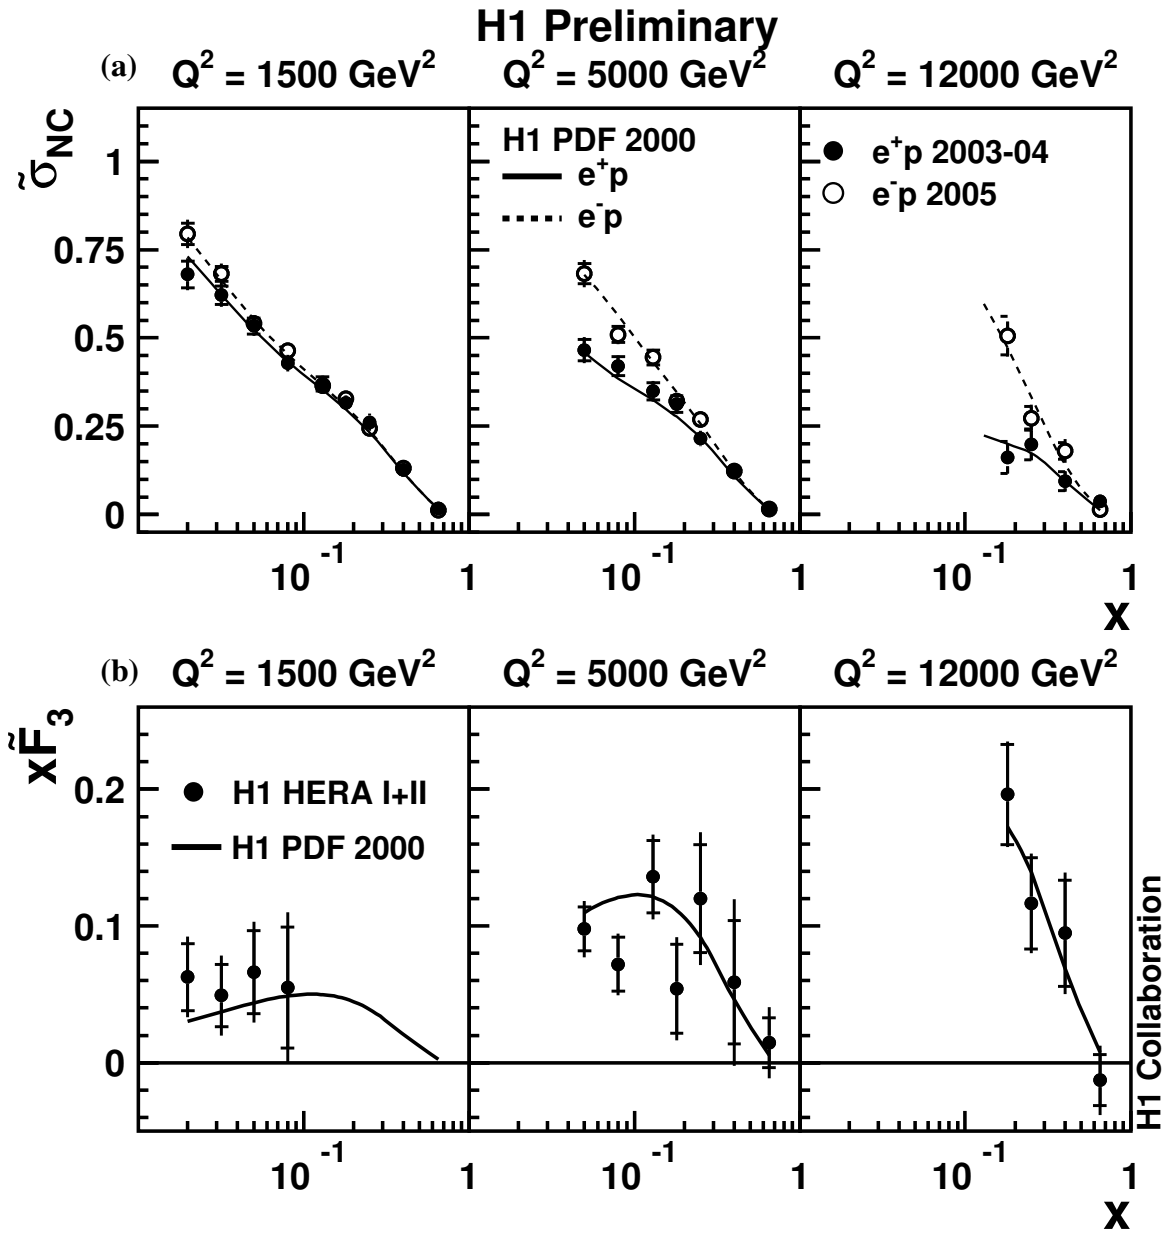 H1 Preliminary
(a) Q² = 1500 GeV² Q² = 5000 GeV² Q² = 12000 GeV²
σ̃NC
H1 PDF 2000
e⁺p
e⁻p
e⁺p 2003-04
e⁻p 2005
1
0.75
0.5
0.25
0
10⁻¹ 1 10⁻¹ 1 10⁻¹ 1
x
(b) Q² = 1500 GeV² Q² = 5000 GeV² Q² = 12000 GeV²
xF̃₃
H1 HERA I+II
H1 PDF 2000
0.2
0.1
0
10⁻¹ 1 10⁻¹ 1 10⁻¹ 1
x
H1 Collaboration